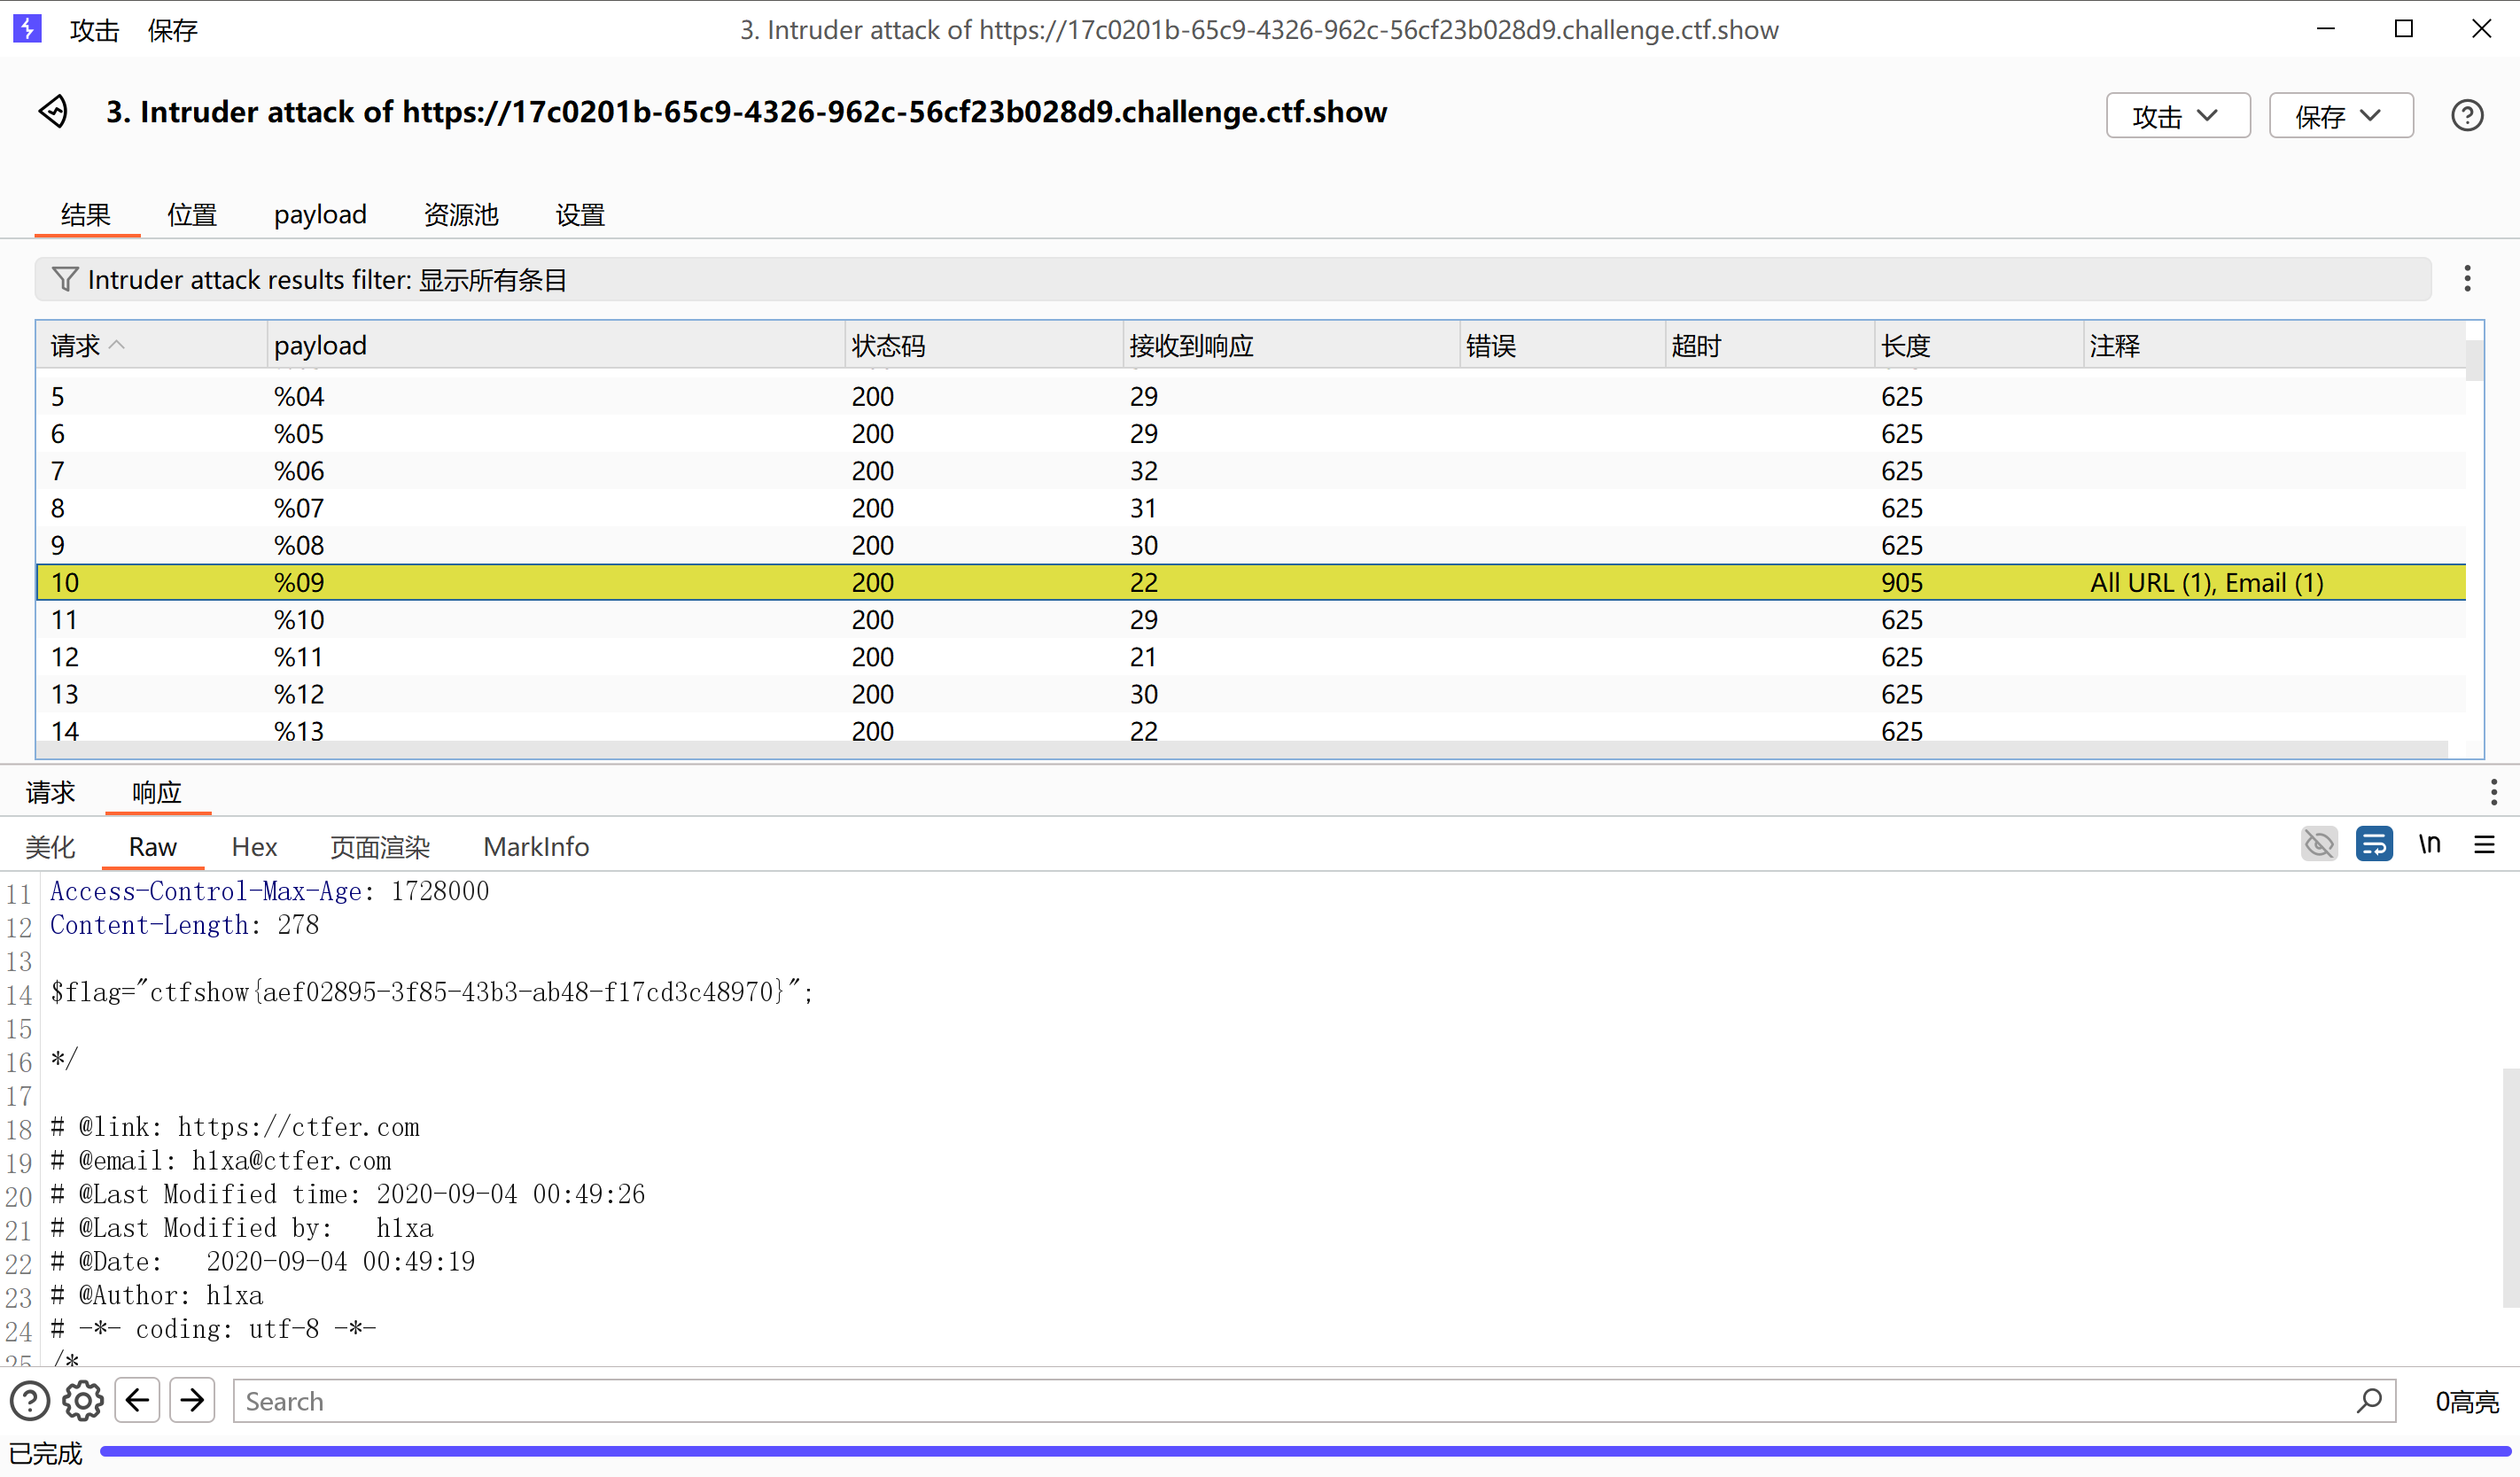 攻击 保存 3. Intruder attack of https://17c0201b-65c9-4326-962c-56cf23b028d9.challenge.ctf.show
3. Intruder attack of https://17c0201b-65c9-4326-962c-56cf23b028d9.challenge.ctf.show 攻击 保存
结果 位置 payload 资源池 设置
Intruder attack results filter: 显示所有条目
请求 payload 状态码 接收到响应 错误 超时 长度 注释
5 %04 200 29 625
6 %05 200 29 625
7 %06 200 32 625
8 %07 200 31 625
9 %08 200 30 625
10 %09 200 22 905 All URL (1), Email (1)
11 %10 200 29 625
12 %11 200 21 625
13 %12 200 30 625
14 %13 200 22 625
请求 响应
美化 Raw Hex 页面渲染 MarkInfo \n
11 Access-Control-Max-Age: 1728000
12 Content-Length: 278
13
14 $flag="ctfshow{aef02895-3f85-43b3-ab48-f17cd3c48970}";
15
16 */
17
18 # @link: https://ctfer.com
19 # @email: h1xa@ctfer.com
20 # @Last Modified time: 2020-09-04 00:49:26
21 # @Last Modified by:   h1xa
22 # @Date:   2020-09-04 00:49:19
23 # @Author: h1xa
24 # -*- coding: utf-8 -*-
25 /*
Search 0高亮
已完成